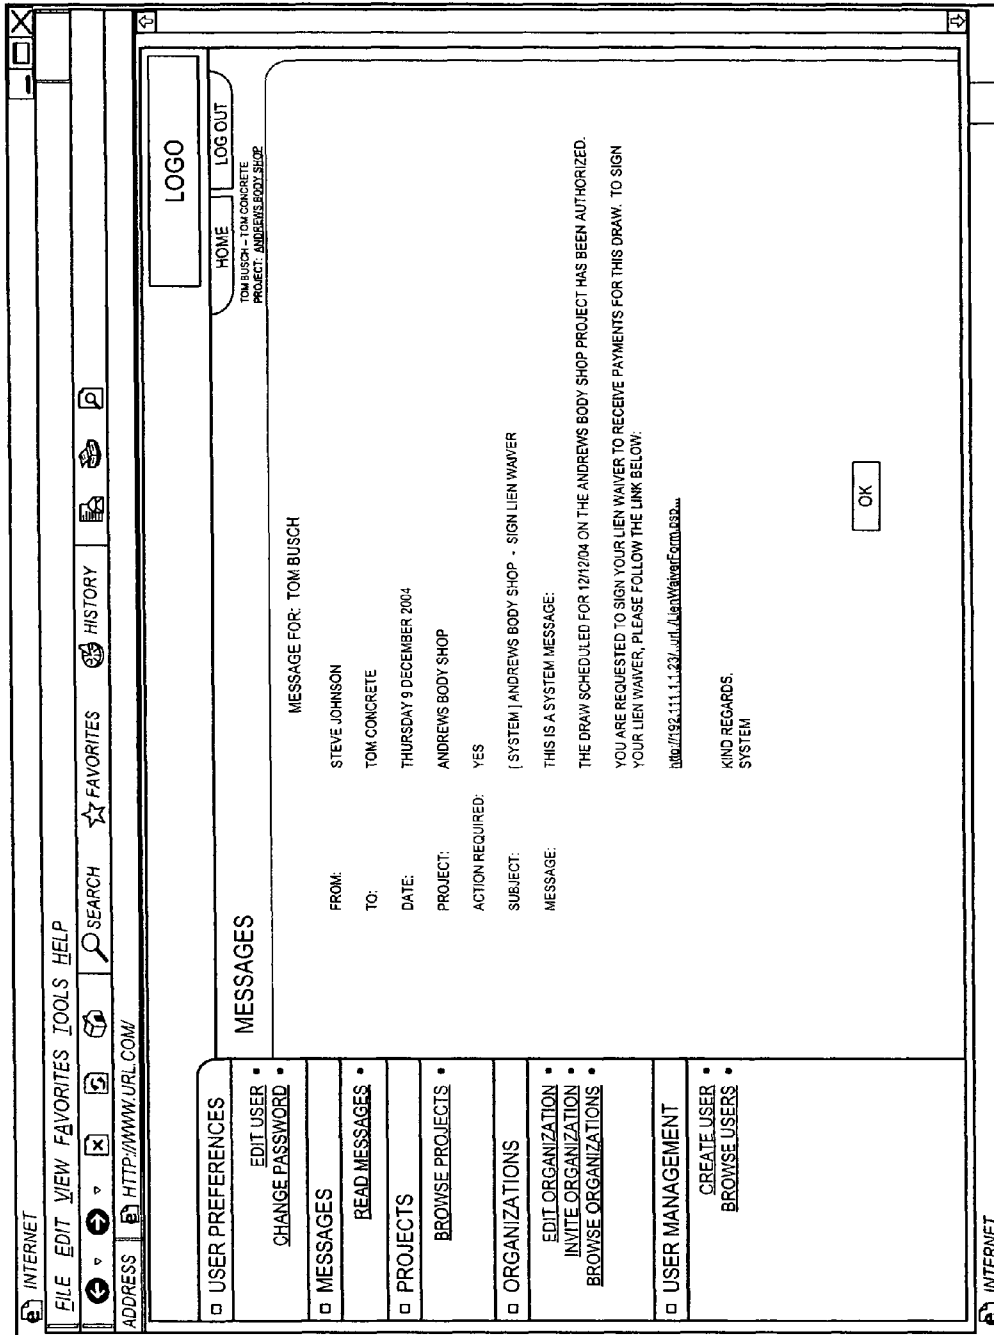 INTERNET
FILE EDIT VIEW FAVORITES TOOLS HELP
SEARCH FAVORITES HISTORY
ADDRESS HTTP://WWW.URL.COM/
LOGO
HOME LOG OUT
TOM BUSCH – TOM CONCRETE
PROJECT: ANDREWS BODY SHOP
USER PREFERENCES
EDIT USER
CHANGE PASSWORD
MESSAGES
READ MESSAGES
PROJECTS
BROWSE PROJECTS
ORGANIZATIONS
EDIT ORGANIZATION
INVITE ORGANIZATION
BROWSE ORGANIZATIONS
USER MANAGEMENT
CREATE USER
BROWSE USERS
MESSAGES
MESSAGE FOR: TOM BUSCH
FROM: STEVE JOHNSON
TO: TOM CONCRETE
DATE: THURSDAY 9 DECEMBER 2004
PROJECT: ANDREWS BODY SHOP
ACTION REQUIRED: YES
SUBJECT: [ SYSTEM ] ANDREWS BODY SHOP - SIGN LIEN WAIVER
MESSAGE: THIS IS A SYSTEM MESSAGE:
THE DRAW SCHEDULED FOR 12/12/04 ON THE ANDREWS BODY SHOP PROJECT HAS BEEN AUTHORIZED.
YOU ARE REQUESTED TO SIGN YOUR LIEN WAIVER TO RECEIVE PAYMENTS FOR THIS DRAW. TO SIGN
YOUR LIEN WAIVER, PLEASE FOLLOW THE LINK BELOW:
http://192.111.1.1.23/..url../LienWaiverForm.psp...
KIND REGARDS,
SYSTEM
OK
INTERNET